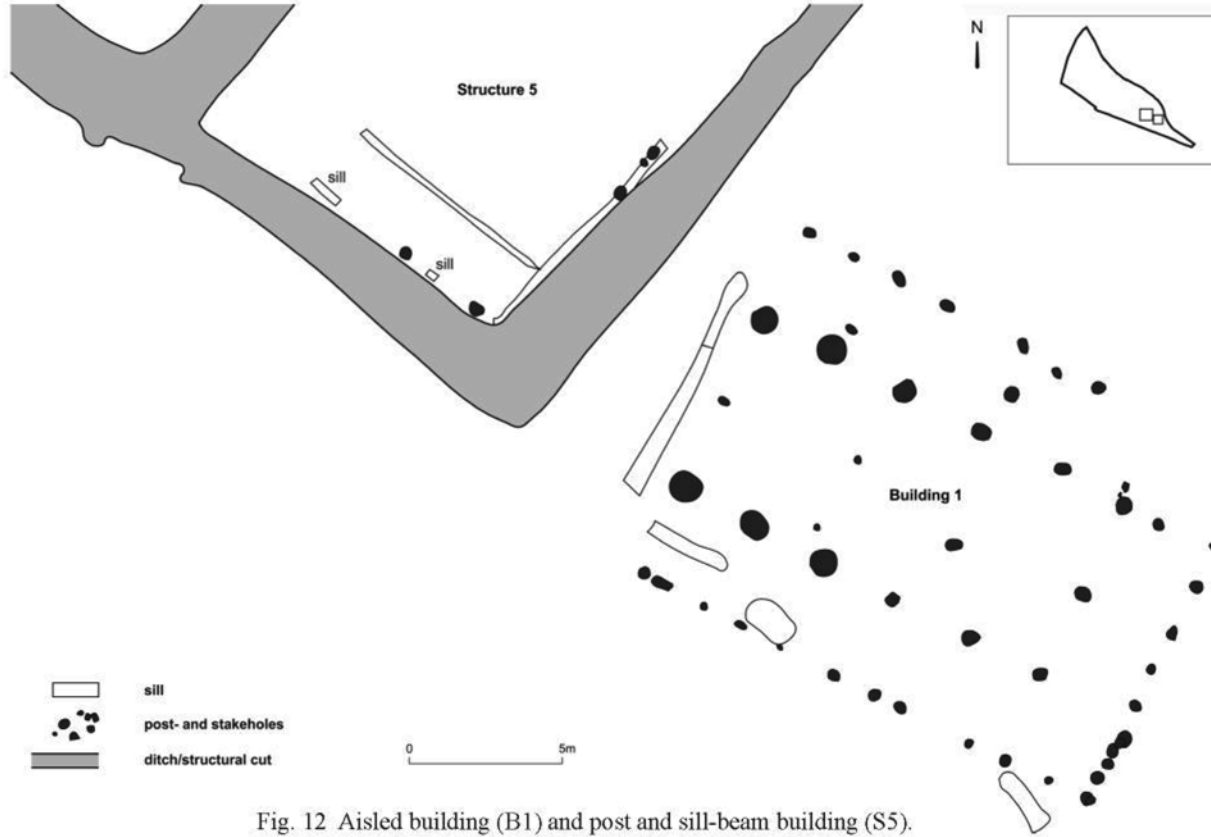 Structure 5
N
sill
sill
Building 1
sill
post- and stakeholes
ditch/structural cut
0 5m
Fig. 12 Aisled building (B1) and post and sill-beam building (S5).